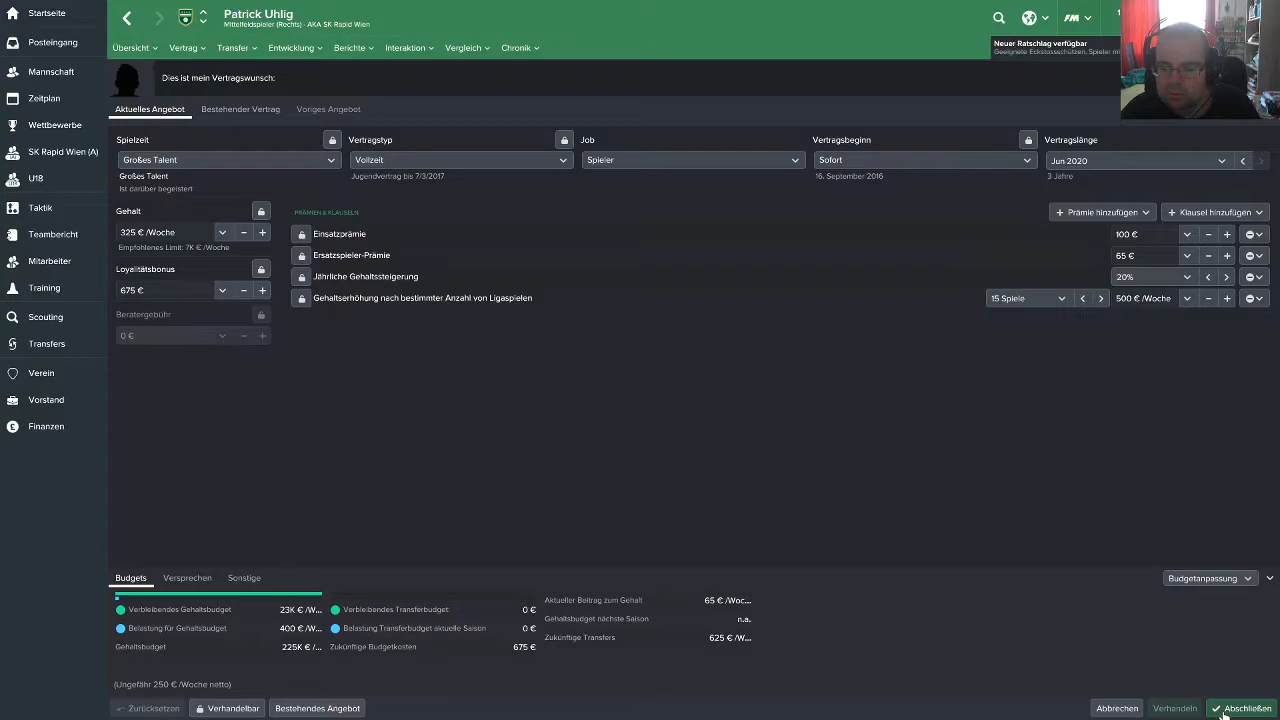 Startseite
Posteingang
Mannschaft
Zeitplan
Wettbewerbe
SK Rapid Wien (A)
U18
Taktik
Teambericht
Mitarbeiter
Training
Scouting
Transfers
Verein
Vorstand
Finanzen
Patrick Uhlig
Mittelfeldspieler (Rechts) - AKA SK Rapid Wien
FM
Übersicht
Vertrag
Transfer
Entwicklung
Berichte
Interaktion
Vergleich
Chronik
Neuer Ratschlag verfügbar
Geeignete Eckstossschützen, Spieler mi
Dies ist mein Vertragswunsch:
Aktuelles Angebot
Bestehender Vertrag
Voriges Angebot
Spielzeit
Vertragstyp
Job
Vertragsbeginn
Vertragslänge
Großes Talent
Vollzeit
Spieler
Sofort
Jun 2020
Großes Talent
Jugendvertrag bis 7/3/2017
16. September 2016
3 Jahre
Ist darüber begeistert
Gehalt
PRÄMIEN & KLAUSELN
+ Prämie hinzufügen
+ Klausel hinzufügen
325 € /Woche
Empfohlenes Limit: 7K € /Woche
Einsatzprämie
100 €
Ersatzspieler-Prämie
65 €
Loyalitätsbonus
Jährliche Gehaltssteigerung
20%
675 €
Gehaltserhöhung nach bestimmter Anzahl von Ligaspielen
15 Spiele
500 € /Woche
Beratergebühr
0 €
Budgets
Versprechen
Sonstige
Budgetanpassung
Verbleibendes Gehaltsbudget
23K € /W...
Verbleibendes Transferbudget
0 €
Aktueller Beitrag zum Gehalt
65 € /Woc...
Belastung für Gehaltsbudget
400 € /W...
Belastung Transferbudget aktuelle Saison
0 €
Gehaltsbudget nächste Saison
n.a.
Gehaltsbudget
225K € /...
Zukünftige Budgetkosten
675 €
Zukünftige Transfers
625 € /W...
(Ungefähr 250 € /Woche netto)
Zurücksetzen
Verhandelbar
Bestehendes Angebot
Abbrechen
Verhandeln
Abschließen